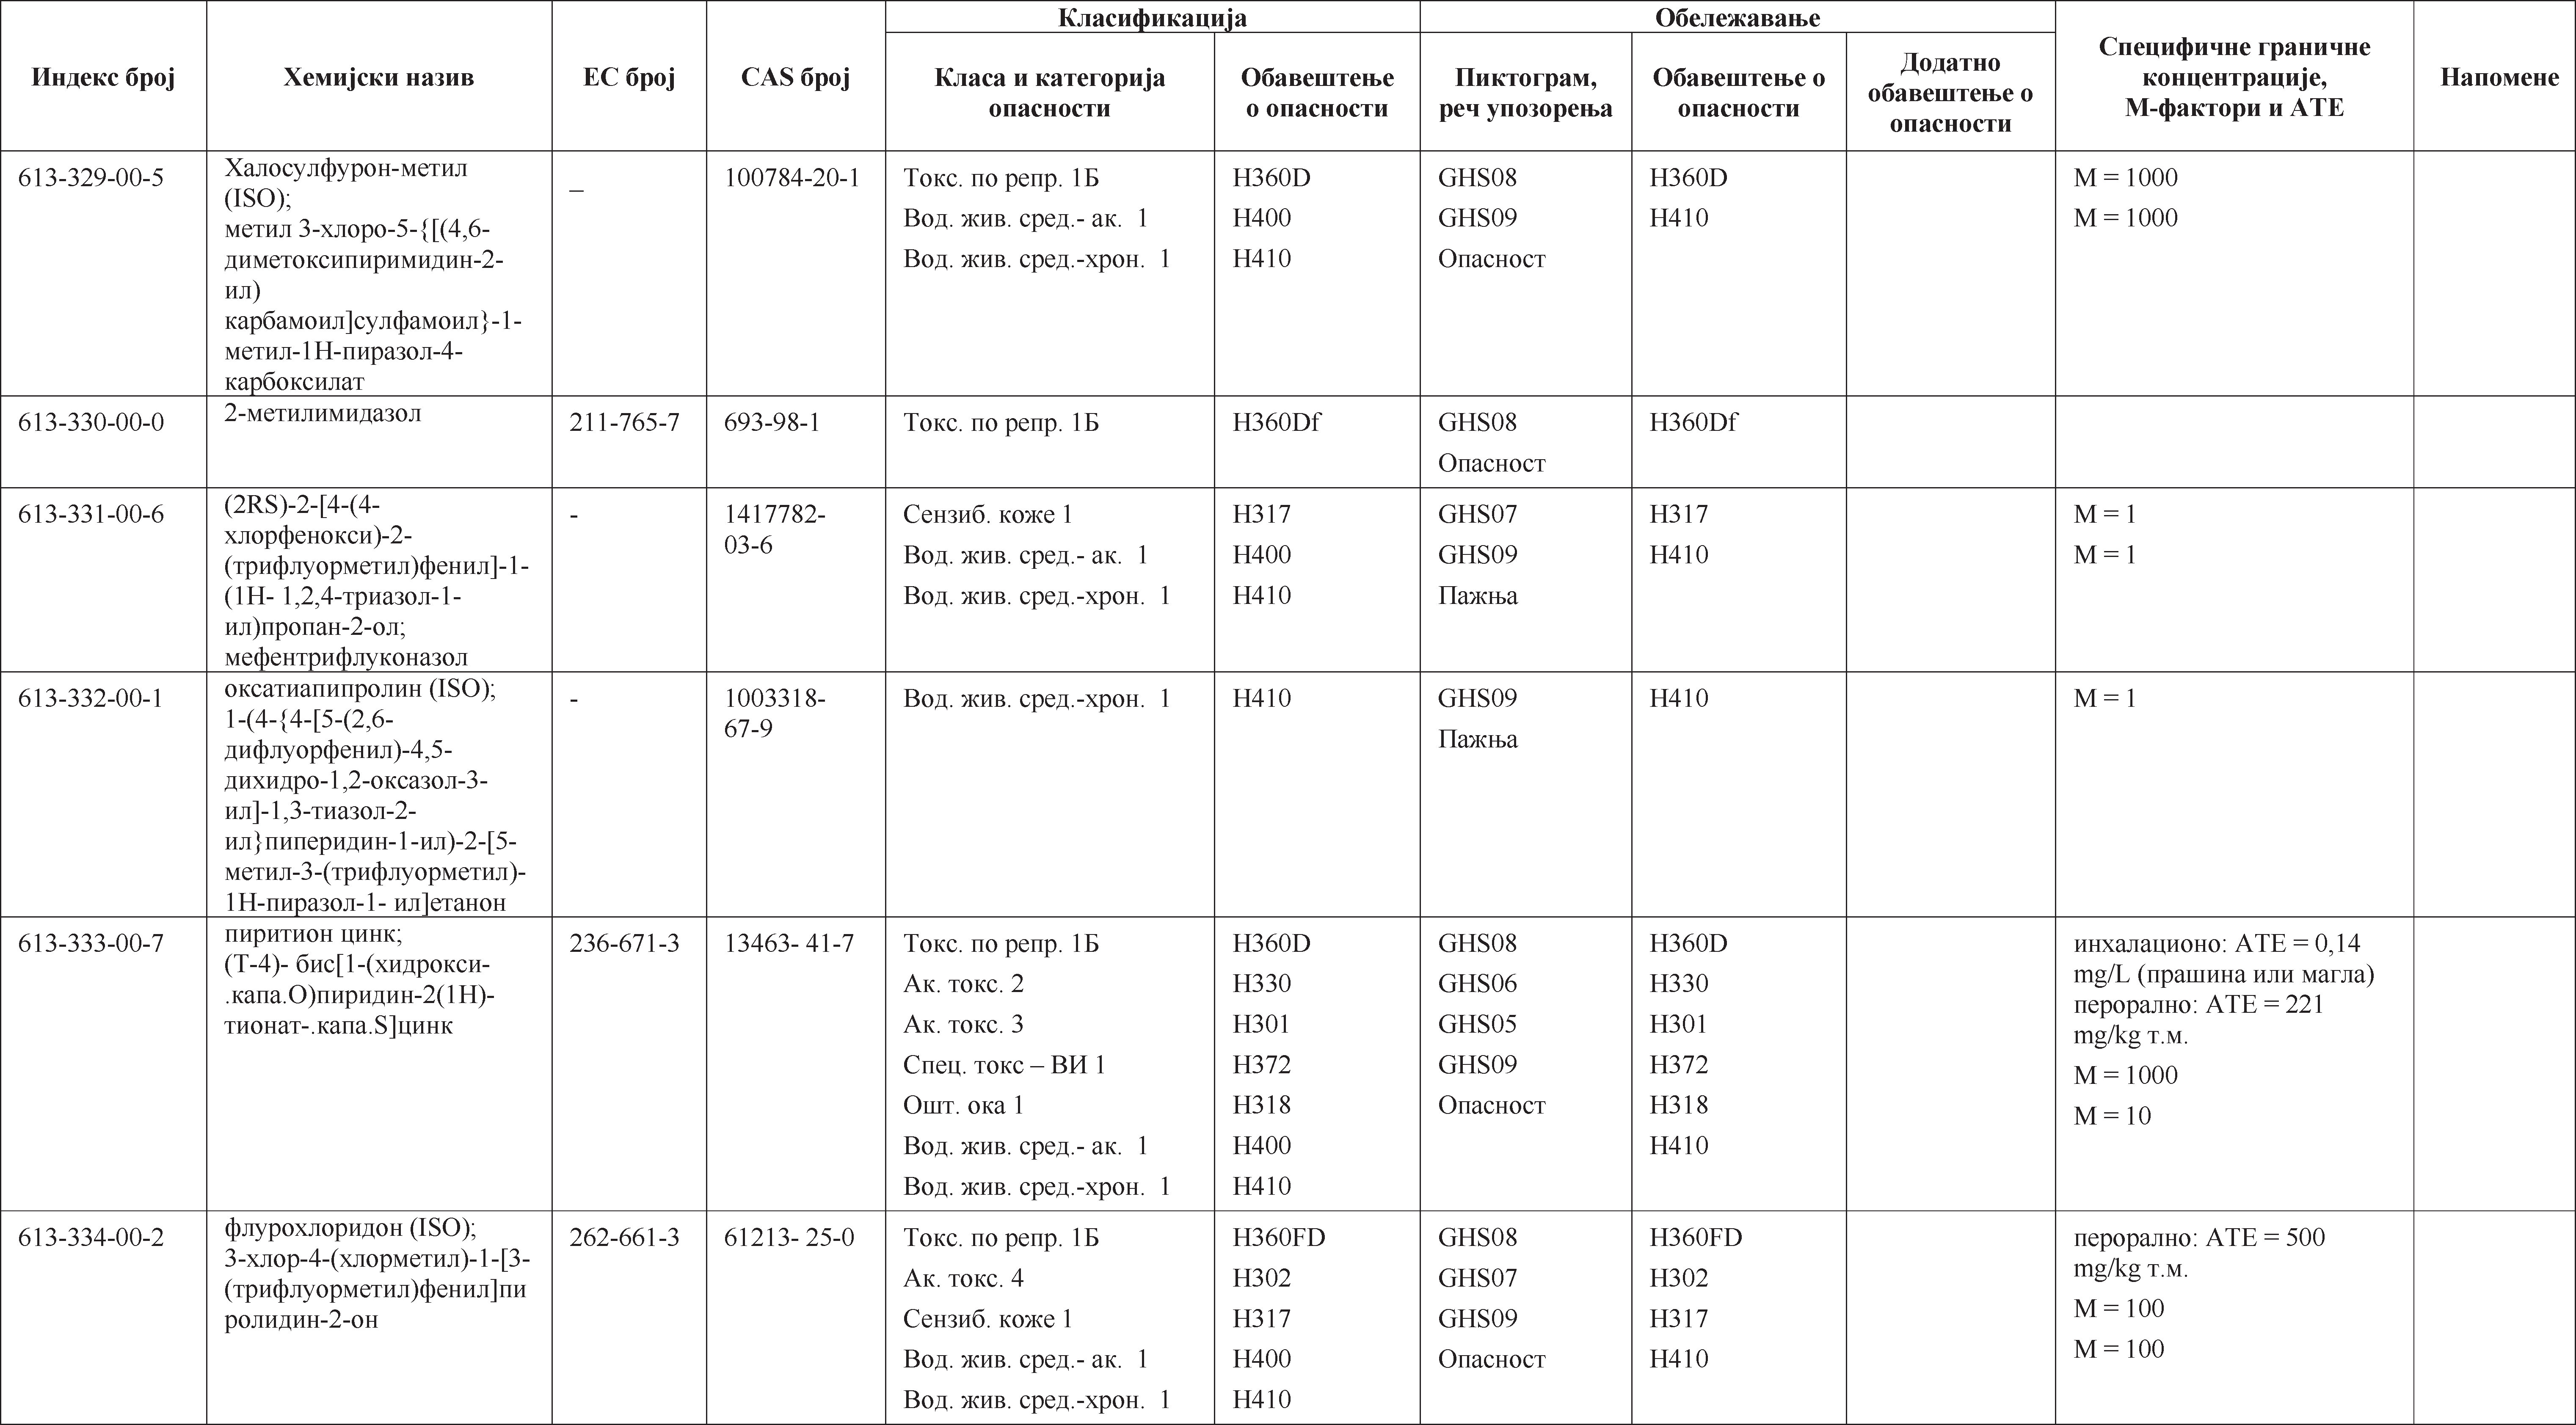 Индекс број
Хемијски назив
ЕС број
CAS број
Класификација
Класа и категорија
опасности
Обавештење
о опасности
Обележавање
Пиктограм,
реч упозорења
Обавештење о
опасности
Додатно
обавештење о
опасности
Специфичне граничне
концентрације,
М-фактори и АТЕ
Напомене
613-329-00-5
Халосулфурон-метил
(ISO);
метил 3-хлоро-5-{[(4,6-
диметоксипиримидин-2-
ил)
карбамоил]сулфамоил}-1-
метил-1H-пиразол-4-
карбоксилат
–
100784-20-1
Токс. по репр. 1Б
Вод. жив. сред.- ак. 1
Вод. жив. сред.-хрон. 1
H360D
H400
H410
GHS08
GHS09
Опасност
H360D
H410
M = 1000
M = 1000
613-330-00-0
2-метилимидазол
211-765-7
693-98-1
Токс. по репр. 1Б
H360Df
GHS08
Опасност
H360Df
613-331-00-6
(2RS)-2-[4-(4-
хлорфенокси)-2-
(трифлуорметил)фенил]-1-
(1H- 1,2,4-триазол-1-
ил)пропан-2-ол;
мефентрифлуконазол
-
1417782-
03-6
Сензиб. коже 1
Вод. жив. сред.- ак. 1
Вод. жив. сред.-хрон. 1
H317
H400
H410
GHS07
GHS09
Пажња
H317
H410
M = 1
M = 1
613-332-00-1
оксатиапипролин (ISO);
1-(4-{4-[5-(2,6-
дифлуорфенил)-4,5-
дихидро-1,2-оксазол-3-
ил]-1,3-тиазол-2-
ил}пиперидин-1-ил)-2-[5-
метил-3-(трифлуорметил)-
1H-пиразол-1- ил]етанон
-
1003318-
67-9
Вод. жив. сред.-хрон. 1
H410
GHS09
Пажња
H410
M = 1
613-333-00-7
пиритион цинк;
(Т-4)- бис[1-(хидрокси-
.капа.О)пиридин-2(1H)-
тионат-.капа.S]цинк
236-671-3
13463- 41-7
Токс. по репр. 1Б
Ак. токс. 2
Ак. токс. 3
Спец. токс – ВИ 1
Ошт. ока 1
Вод. жив. сред.- ак. 1
Вод. жив. сред.-хрон. 1
H360D
H330
H301
H372
H318
H400
H410
GHS08
GHS06
GHS05
GHS09
Опасност
H360D
H330
H301
H372
H318
H410
инхалационо: АТЕ = 0,14
mg/L (прашина или магла)
перорално: АТЕ = 221
mg/kg т.м.
M = 1000
M = 10
613-334-00-2
флурохлоридон (ISO);
3-хлор-4-(хлорметил)-1-[3-
(трифлуорметил)фенил]пи
ролидин-2-он
262-661-3
61213- 25-0
Токс. по репр. 1Б
Ак. токс. 4
Сензиб. коже 1
Вод. жив. сред.- ак. 1
Вод. жив. сред.-хрон. 1
H360FD
H302
H317
H400
H410
GHS08
GHS07
GHS09
Опасност
H360FD
H302
H317
H410
перорално: АТЕ = 500
mg/kg т.м.
M = 100
M = 100